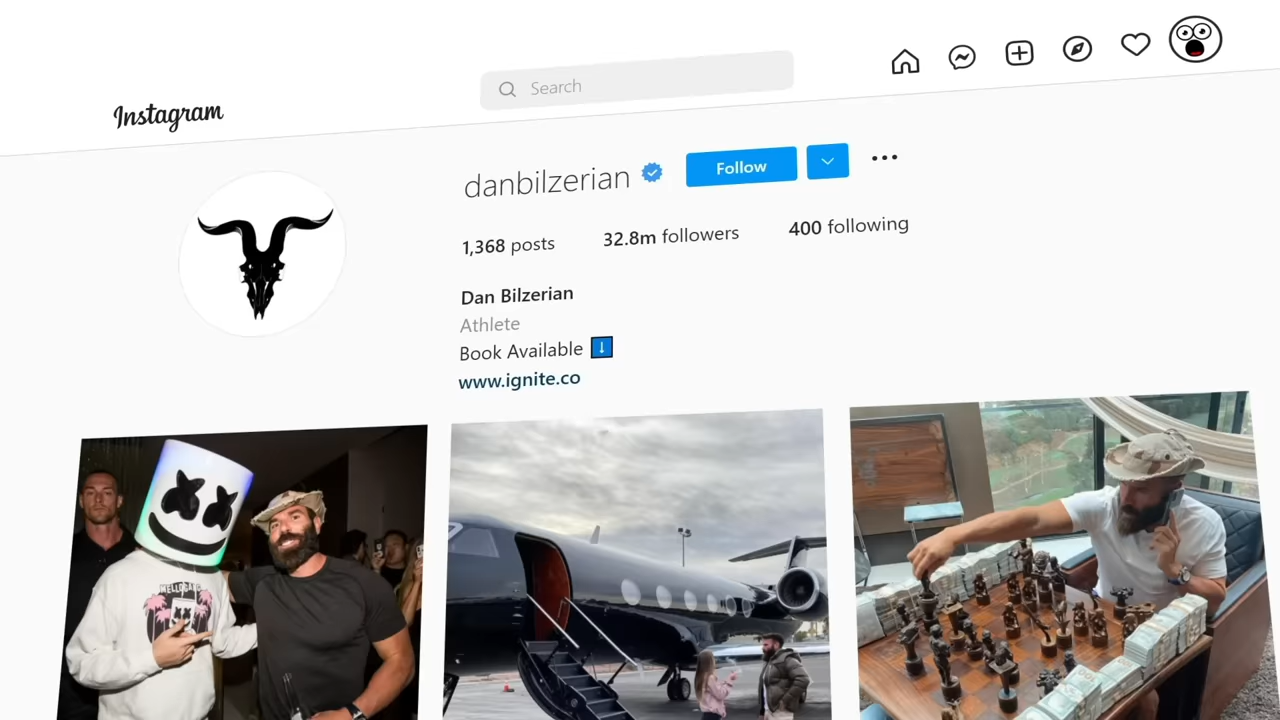 Instagram
Search
danbilzerian
Follow
1,368 posts
32.8m followers
400 following
Dan Bilzerian
Athlete
Book Available
www.ignite.co